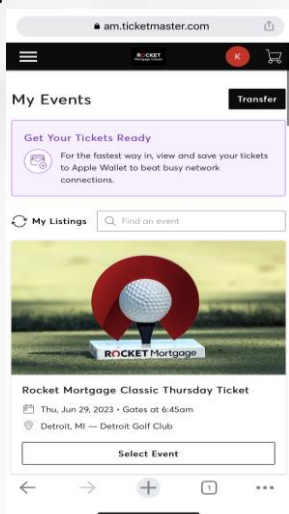 am.ticketmaster.com
ROCKET
Mortgage Classic
K
My Events
Transfer
Get Your Tickets Ready
For the fastest way in, view and save your tickets
to Apple Wallet to beat busy network
connections.
My Listings
Find an event
ROCKET Mortgage
Rocket Mortgage Classic Thursday Ticket
Thu, Jun 29, 2023 • Gates at 6:45am
Detroit, MI — Detroit Golf Club
Select Event
1